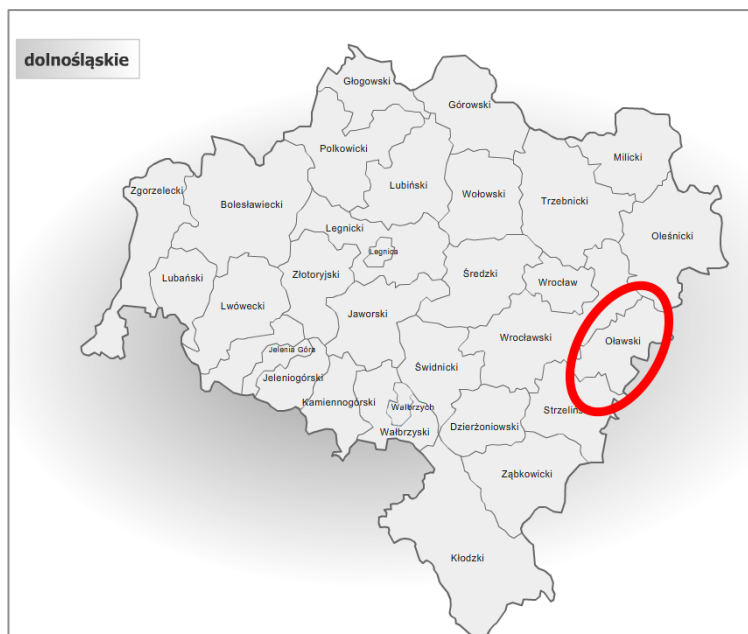 dolnośląskie
Głogowski
Górowski
Polkowicki
Milicki
Zgorzelecki
Lubiński
Wołowski
Bolesławiecki
Trzebnicki
Legnicki
Oleśnicki
Legnica
Lubański
Złotoryjski
Średzki
Wrocław
Lwówecki
Jaworski
Wrocławski
Oławski
Jelenia Góra
Świdnicki
Jeleniogórski
Kamiennogórski
Wałbrzych
Strzelińs
Dzierżoniowski
Wałbrzyski
Ząbkowicki
Kłodzki